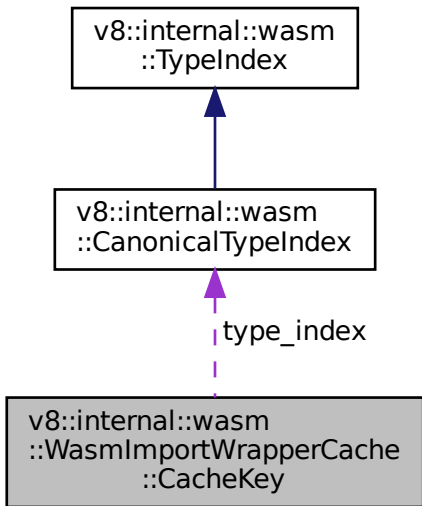 v8::internal::wasm
::TypeIndex
v8::internal::wasm
::CanonicalTypeIndex
type_index
v8::internal::wasm
::WasmImportWrapperCache
::CacheKey